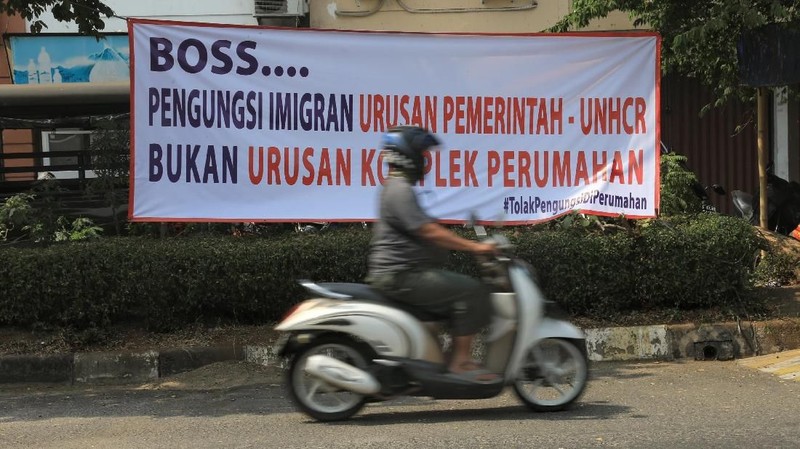 BOSS....
PENGUNGSI IMIGRAN URUSAN PEMERINTAH - UNHCR
BUKAN URUSAN KOMPLEK PERUMAHAN
#TolakPengungsiDiPerumahan